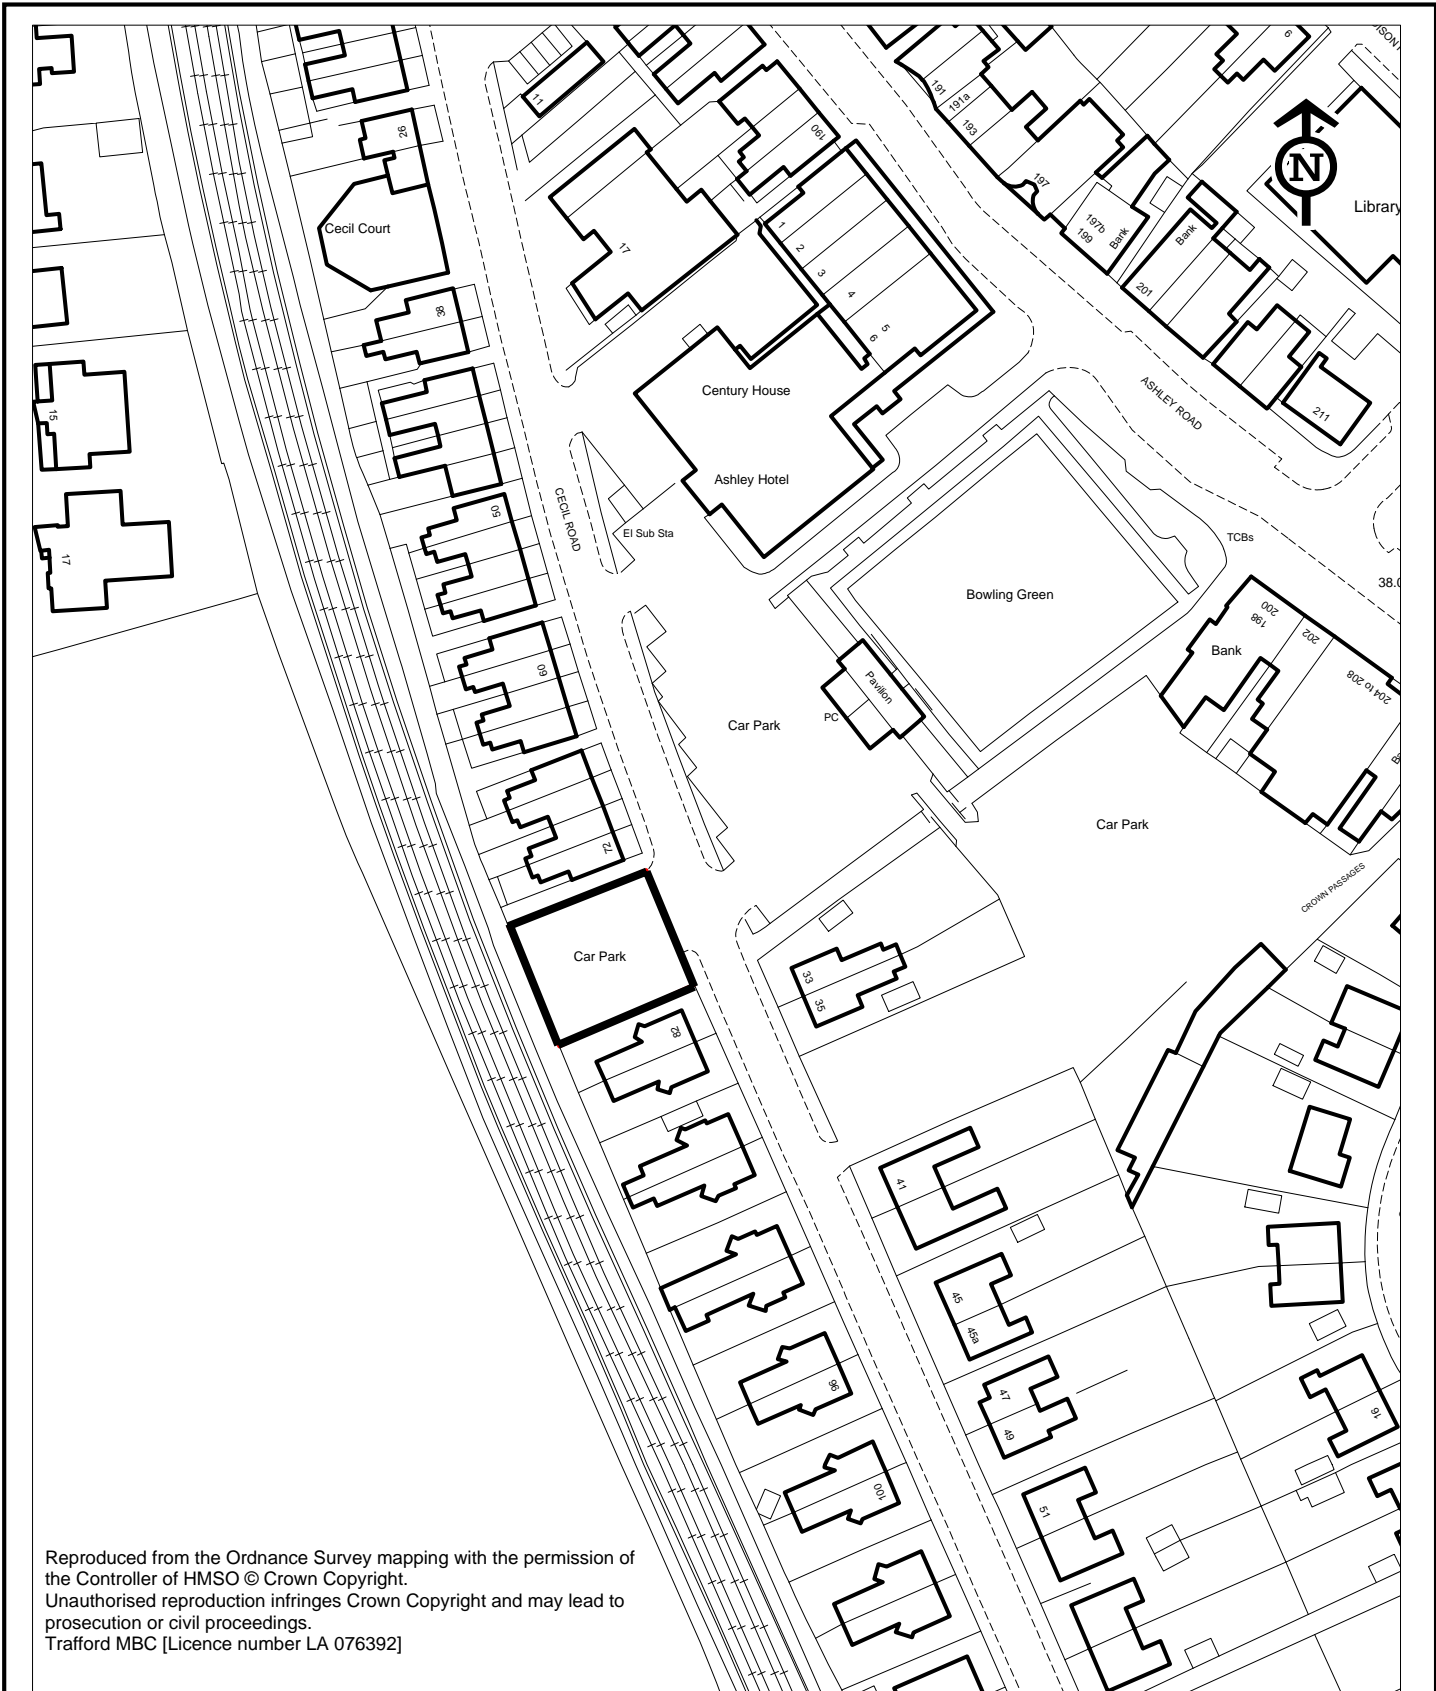 6
11
191
191a
193
190
26
197
197b
199
Bank
Bank
201
Library
N
Cecil Court
17
1
2
3
4
5
6
38
Century House
ASHLEY ROAD
211
15
Ashley Hotel
50
CECIL ROAD
El Sub Sta
TCBs
17
38.0
Bowling Green
200
198
202
Bank
204 to 208
60
Pavilion
PC
Car Park
Car Park
72
CROWN PASSAGES
Car Park
33
35
82
41
45
45a
96
47
49
16
100
51
Reproduced from the Ordnance Survey mapping with the permission of
the Controller of HMSO © Crown Copyright.
Unauthorised reproduction infringes Crown Copyright and may lead to
prosecution or civil proceedings.
Trafford MBC [Licence number LA 076392]